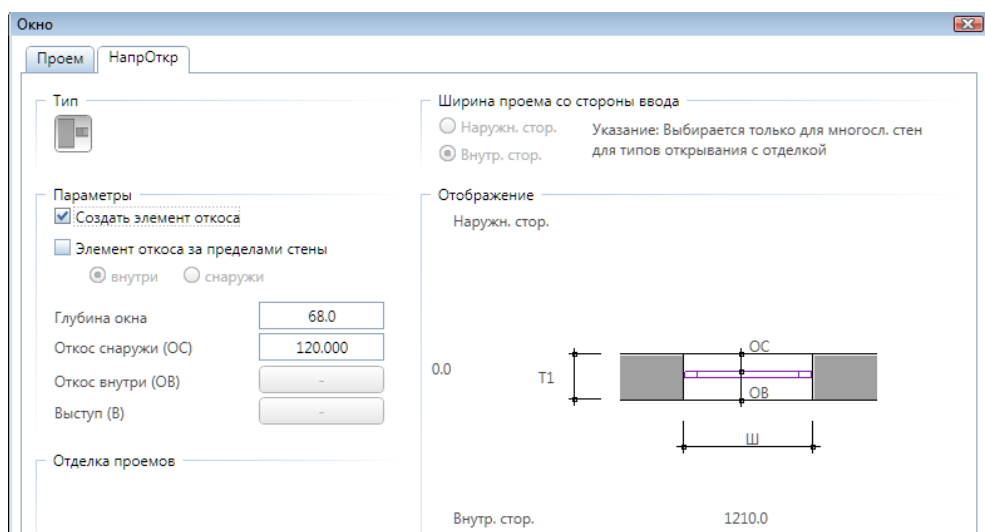 Окно
Проем НапрОткр
Тип
Ширина проема со стороны ввода
Наружн. стор.
Внутр. стор.
Указание: Выбирается только для многосл. стен
для типов открывания с отделкой
Параметры
Создать элемент откоса
Элемент откоса за пределами стены
внутри снаружи
Глубина окна 68.0
Откос снаружи (ОС) 120.000
Откос внутри (ОВ) -
Выступ (В) -
Отделка проемов
Отображение
Наружн. стор.
0.0
Т1
ОС
ОВ
Ш
Внутр. стор. 1210.0